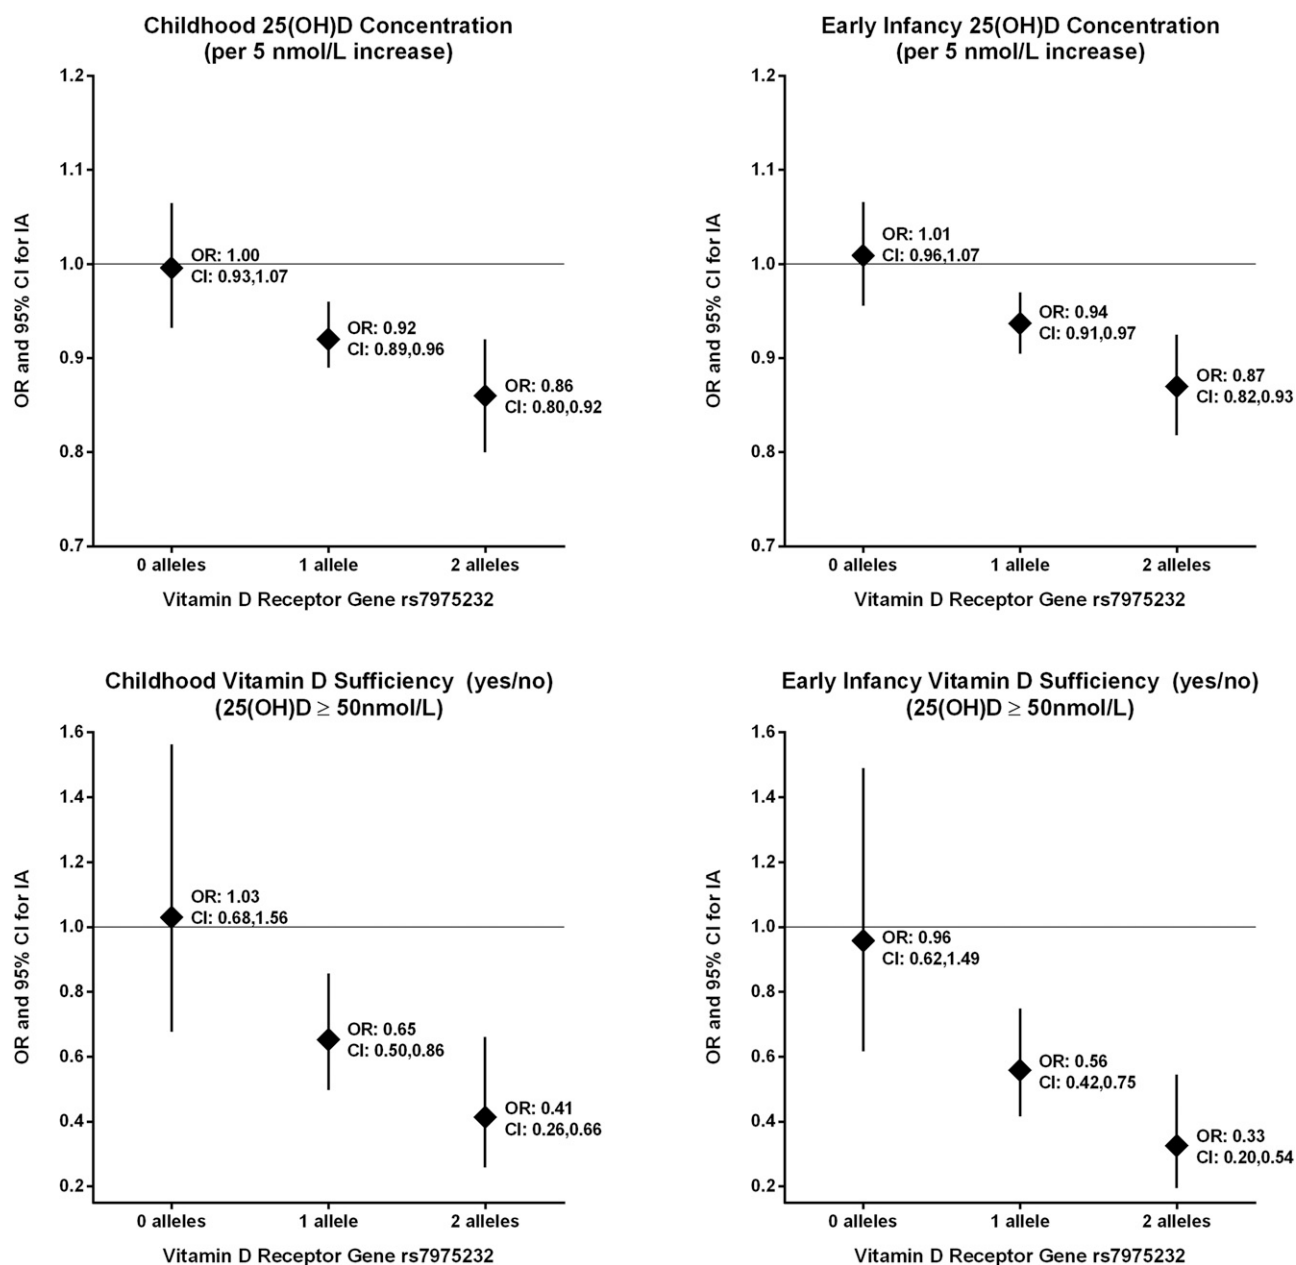 Childhood 25(OH)D Concentration
(per 5 nmol/L increase)
OR and 95% CI for IA
1.2
1.1
1.0
0.9
0.8
0.7
OR: 1.00
CI: 0.93,1.07
OR: 0.92
CI: 0.89,0.96
OR: 0.86
CI: 0.80,0.92
0 alleles
1 allele
2 alleles
Vitamin D Receptor Gene rs7975232
Early Infancy 25(OH)D Concentration
(per 5 nmol/L increase)
OR and 95% CI for IA
1.2
1.1
1.0
0.9
0.8
0.7
OR: 1.01
CI: 0.96,1.07
OR: 0.94
CI: 0.91,0.97
OR: 0.87
CI: 0.82,0.93
0 alleles
1 allele
2 alleles
Vitamin D Receptor Gene rs7975232
Childhood Vitamin D Sufficiency (yes/no)
(25(OH)D ≥ 50nmol/L)
OR and 95% CI for IA
1.6
1.4
1.2
1.0
0.8
0.6
0.4
0.2
OR: 1.03
CI: 0.68,1.56
OR: 0.65
CI: 0.50,0.86
OR: 0.41
CI: 0.26,0.66
0 alleles
1 allele
2 alleles
Vitamin D Receptor Gene rs7975232
Early Infancy Vitamin D Sufficiency (yes/no)
(25(OH)D ≥ 50nmol/L)
OR and 95% CI for IA
1.6
1.4
1.2
1.0
0.8
0.6
0.4
0.2
OR: 0.96
CI: 0.62,1.49
OR: 0.56
CI: 0.42,0.75
OR: 0.33
CI: 0.20,0.54
0 alleles
1 allele
2 alleles
Vitamin D Receptor Gene rs7975232